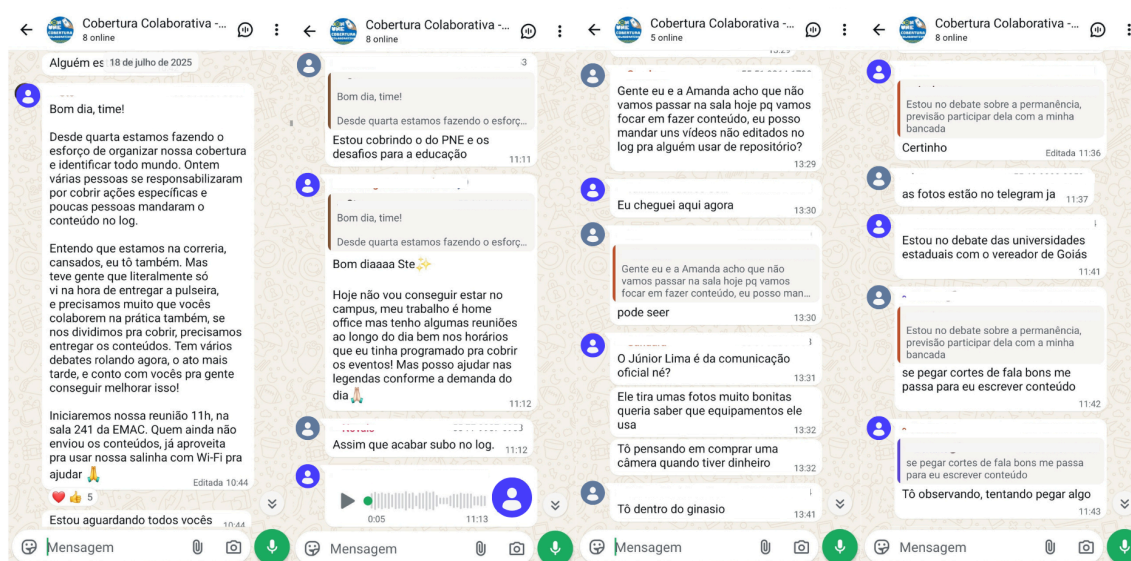 Cobertura Colaborativa -...
8 online
Alguém es
18 de julho de 2025
Bom dia, time!
Desde quarta estamos fazendo o
esforço de organizar nossa cobertura
e identificar todo mundo. Ontem
várias pessoas se responsabilizaram
por cobrir ações específicas e
poucas pessoas mandaram o
conteúdo no log.
Entendo que estamos na correria,
cansados, eu tô também. Mas
teve gente que literalmente só
vi na hora de entregar a pulseira,
e precisamos muito que vocês
colaborem na prática também, se
nos dividimos pra cobrir, precisamos
entregar os conteúdos. Tem vários
debates rolando agora, o ato mais
tarde, e conto com vocês pra gente
conseguir melhorar isso!
Iniciaremos nossa reunião 11h, na
sala 241 da EMAC. Quem ainda não
enviou os conteúdos, já aproveita
pra usar nossa salinha com Wi-Fi pra
ajudar 🙏
Editada 10:44
❤️👍 5
Estou aguardando todos vocês 10:44
Mensagem
Cobertura Colaborativa -...
8 online
Bom dia, time!
Desde quarta estamos fazendo o esforç...
Estou cobrindo o do PNE e os
desafios para a educação 11:11
Bom dia, time!
Desde quarta estamos fazendo o esforç...
Bom diaaaa Ste✨
Hoje não vou conseguir estar no
campus, meu trabalho é home
office mas tenho algumas reuniões
ao longo do dia bem nos horários
que eu tinha programado pra cobrir
os eventos! Mas posso ajudar nas
legendas conforme a demanda do
dia🙏🏻
11:12
Assim que acabar subo no log. 11:12
0:05 11:13
Mensagem
Cobertura Colaborativa -...
5 online
13:29
Gente eu e a Amanda acho que não
vamos passar na sala hoje pq vamos
focar em fazer conteúdo, eu posso
mandar uns vídeos não editados no
log pra alguém usar de repositório?
13:29
Eu cheguei aqui agora 13:30
Gente eu e a Amanda acho que não
vamos passar na sala hoje pq vamos
focar em fazer conteúdo, eu posso man...
pode seer 13:30
O Júnior Lima é da comunicação
oficial né? 13:31
Ele tira umas fotos muito bonitas
queria saber que equipamentos ele
usa 13:32
Tô pensando em comprar uma
câmera quando tiver dinheiro 13:32
Tô dentro do ginasio 13:41
Mensagem
Cobertura Colaborativa -...
8 online
Estou no debate sobre a permanência,
previsão participar dela com a minha
bancada
Certinho Editada 11:36
as fotos estão no telegram ja 11:37
Estou no debate das universidades
estaduais com o vereador de Goiás
11:41
Estou no debate sobre a permanência,
previsão participar dela com a minha
bancada
se pegar cortes de fala bons me
passa para eu escrever conteúdo
11:42
se pegar cortes de fala bons me passa
para eu escrever conteúdo
Tô observando, tentando pegar algo
11:43
Mensagem